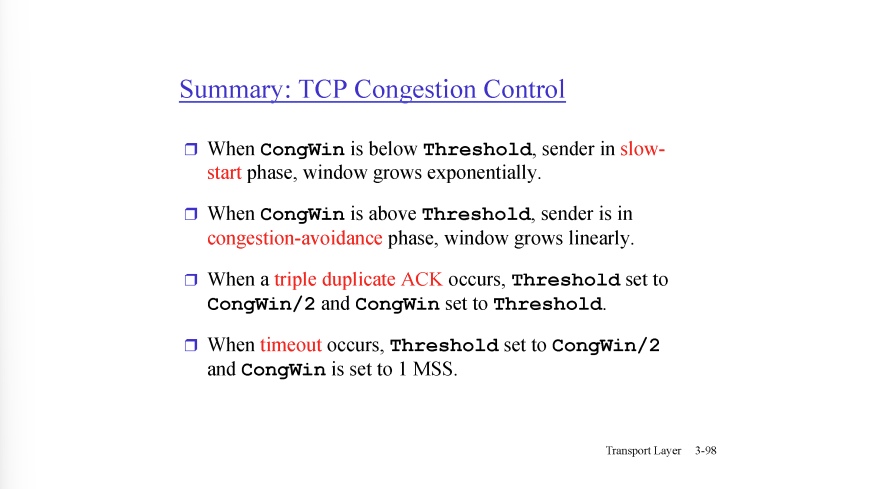 Summary: TCP Congestion Control
When CongWin is below Threshold, sender in slow-
start phase, window grows exponentially.
When CongWin is above Threshold, sender is in
congestion-avoidance phase, window grows linearly.
When a triple duplicate ACK occurs, Threshold set to
CongWin/2 and CongWin set to Threshold.
When timeout occurs, Threshold set to CongWin/2
and CongWin is set to 1 MSS.
Transport Layer 3-98